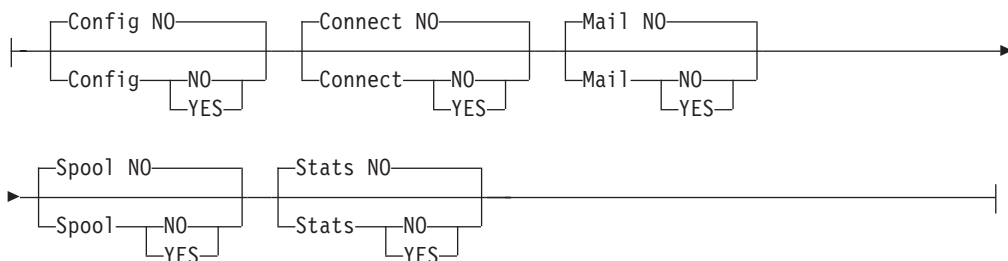 Config NO Connect NO Mail NO
Config NO Connect NO Mail NO
YES YES YES
Spool NO Stats NO
Spool NO Stats NO
YES YES